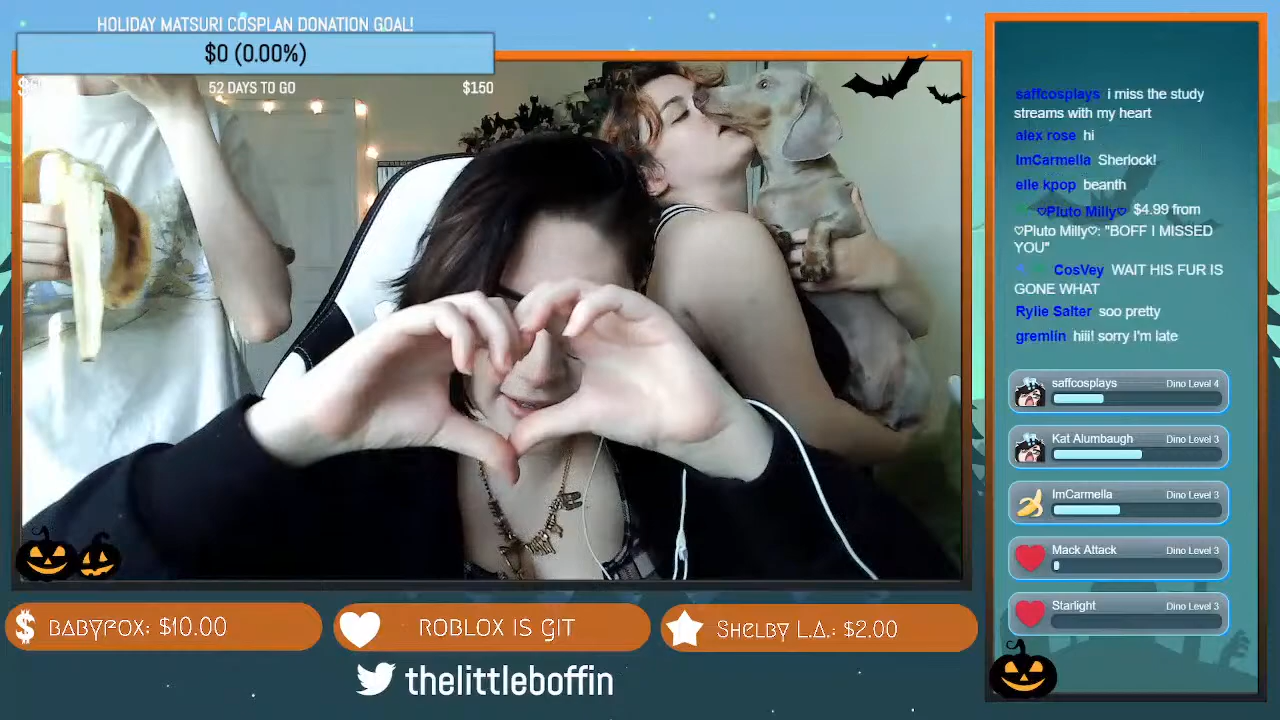 HOLIDAY MATSURI COSPLAN DONATION GOAL!
$0 (0.00%)
52 DAYS TO GO
$150
saffcosplays i miss the study
streams with my heart
alex rose hi
ImCarmella Sherlock!
elle kpop beanth
♡Pluto Milly♡ $4.99 from
♡Pluto Milly♡: "BOFF I MISSED
YOU"
CosVey WAIT HIS FUR IS
GONE WHAT
Rylie Salter soo pretty
gremlin hiii! sorry I'm late
saffcosplays Dino Level 4
Kat Alumbaugh Dino Level 3
ImCarmella Dino Level 3
Mack Attack Dino Level 3
Starlight Dino Level 3
BABYFOX: $10.00
ROBLOX IS GIT
SHELBY L.A.: $2.00
thelittleboffin